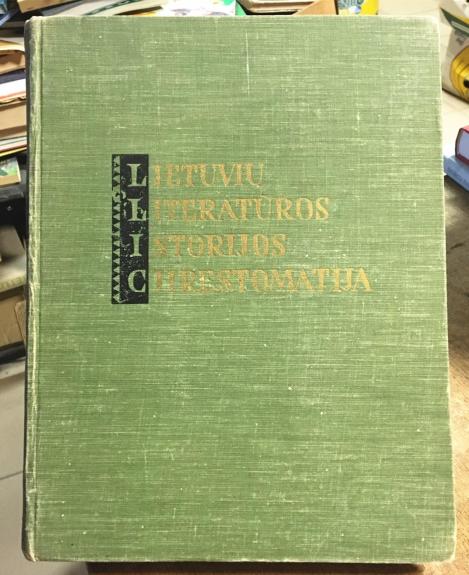 LIETUVIŲ
LITERATŪROS
ISTORIJOS
CHRESTOMATIJA